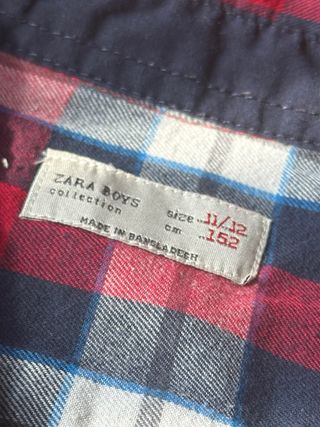 ZARA BOYS
collection
size 11/12
cm 152
MADE IN BANGLADESH